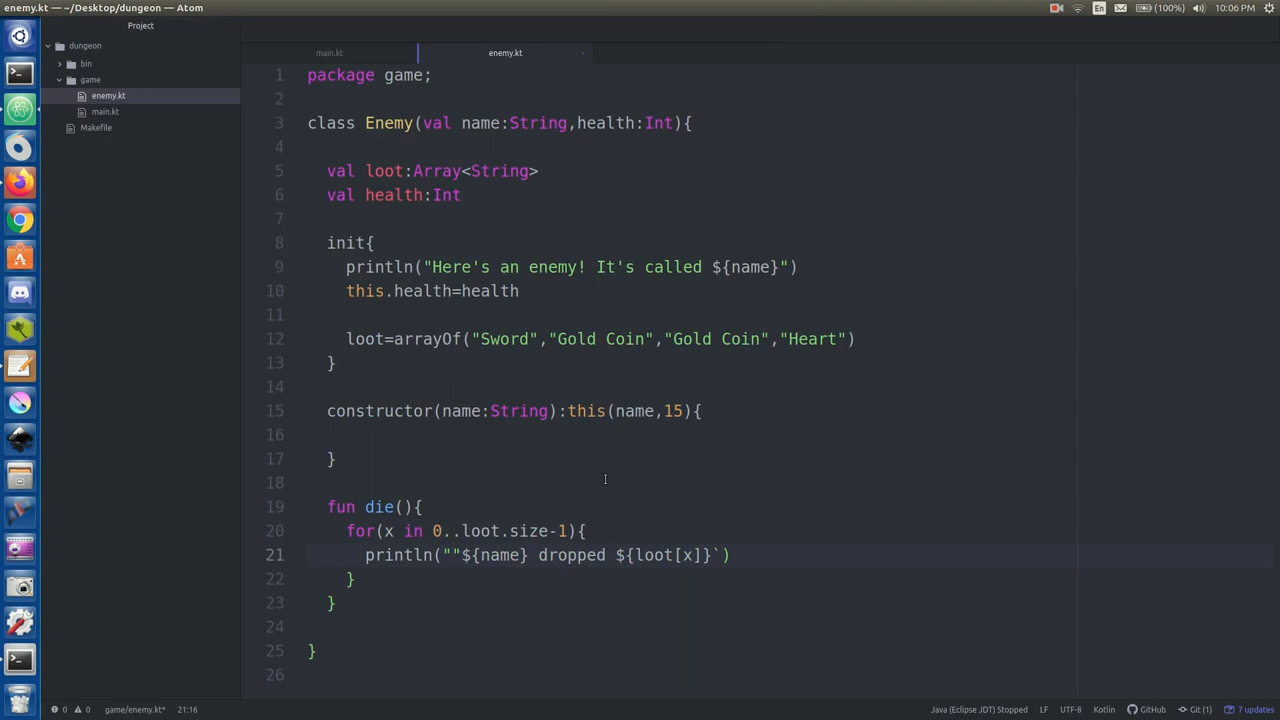 enemy.kt — ~/Desktop/dungeon — Atom
En
(100%)
10:06 PM
Project
main.kt
enemy.kt
dungeon
bin
game
enemy.kt
main.kt
Makefile
1 package game;
2
3 class Enemy(val name:String,health:Int){
4
5 val loot:Array<String>
6 val health:Int
7
8 init{
9 println("Here's an enemy! It's called ${name}")
10 this.health=health
11
12 loot=arrayOf("Sword","Gold Coin","Gold Coin","Heart")
13 }
14
15 constructor(name:String):this(name,15){
16
17 }
18
19 fun die(){
20 for(x in 0..loot.size-1){
21 println(""${name} dropped ${loot[x]}`)
22 }
23 }
24
25 }
26
0 0 game/enemy.kt* 21:16
Java (Eclipse JDT) Stopped LF UTF-8 Kotlin GitHub Git (1) 7 updates